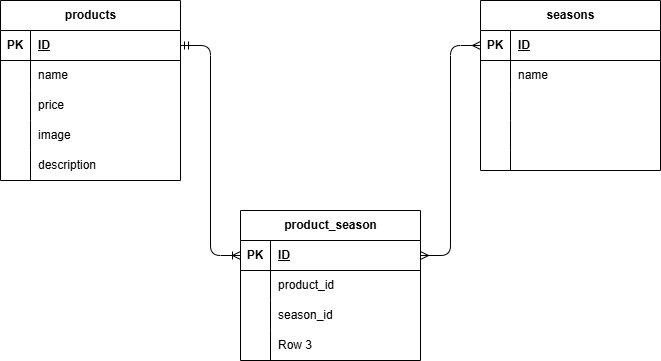 products
PK ID
name
price
image
description
seasons
PK ID
name
product_season
PK ID
product_id
season_id
Row 3